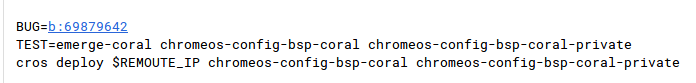 BUG=b:69879642
TEST=emerge-coral chromeos-config-bsp-coral chromeos-config-bsp-coral-private
cros deploy $REMOUTE_IP chromeos-config-bsp-coral chromeos-config-bsp-coral-private